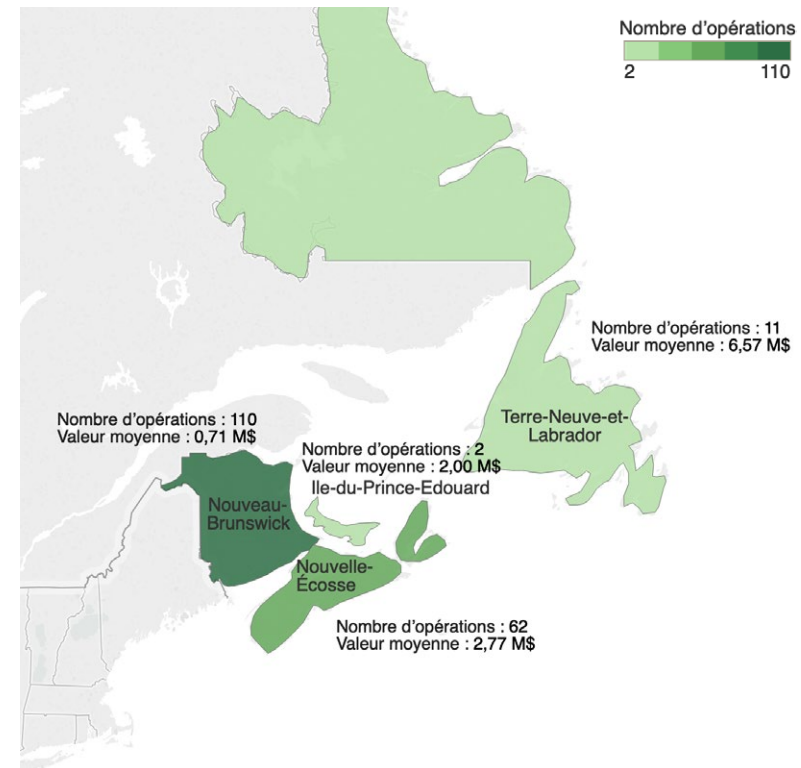 Nombre d'opérations
2 110
Nombre d'opérations : 11
Valeur moyenne : 6,57 M$
Terre-Neuve-et-
Labrador
Nombre d'opérations : 110
Valeur moyenne : 0,71 M$
Nombre d'opérations : 2
Valeur moyenne : 2,00 M$
Ile-du-Prince-Edouard
Nouveau-
Brunswick
Nouvelle-
Écosse
Nombre d'opérations : 62
Valeur moyenne : 2,77 M$